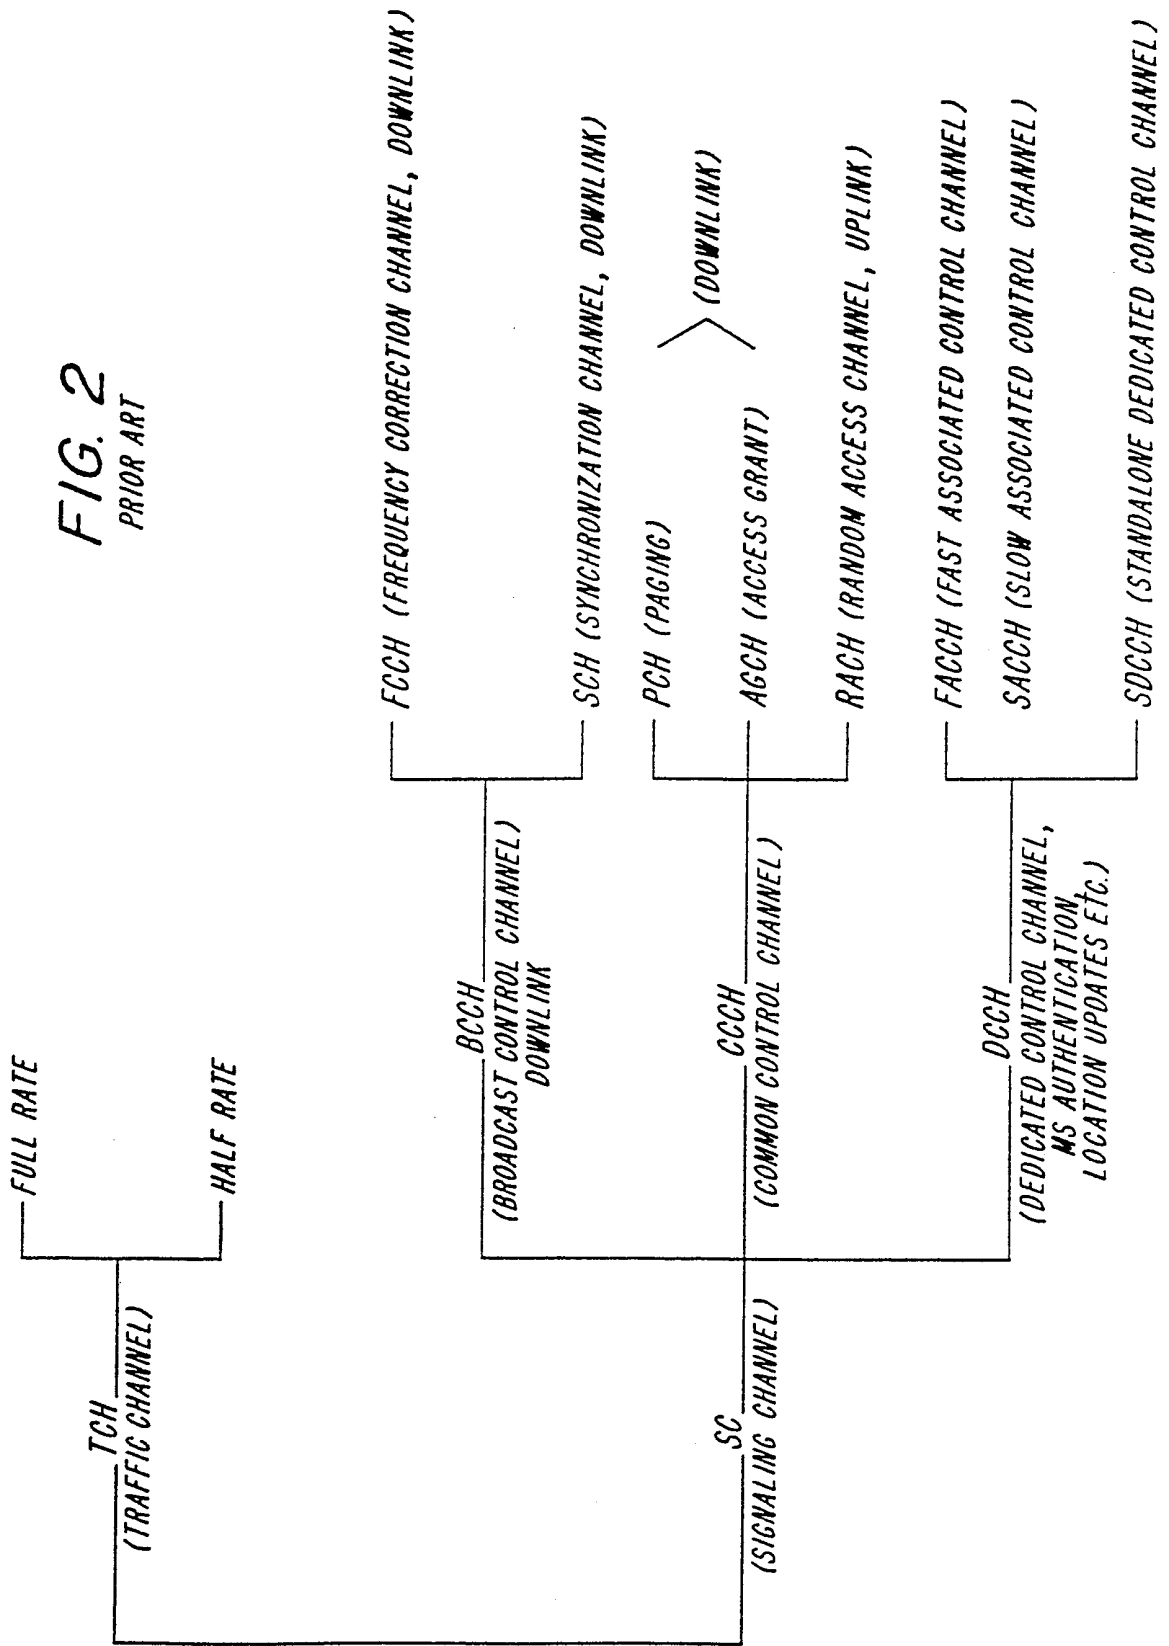 FIG. 2
PRIOR ART
TCH
(TRAFFIC CHANNEL)
FULL RATE
HALF RATE
SC
(SIGNALING CHANNEL)
BCCH
(BROADCAST CONTROL CHANNEL)
DOWNLINK
FCCH (FREQUENCY CORRECTION CHANNEL, DOWNLINK)
SCH (SYNCHRONIZATION CHANNEL, DOWNLINK)
CCCH
(COMMON CONTROL CHANNEL)
PCH (PAGING)
(DOWNLINK)
AGCH (ACCESS GRANT)
RACH (RANDOM ACCESS CHANNEL, UPLINK)
DCCH
(DEDICATED CONTROL CHANNEL,
MS AUTHENTICATION,
LOCATION UPDATES ETC.)
FACCH (FAST ASSOCIATED CONTROL CHANNEL)
SACCH (SLOW ASSOCIATED CONTROL CHANNEL)
SDCCH (STANDALONE DEDICATED CONTROL CHANNEL)